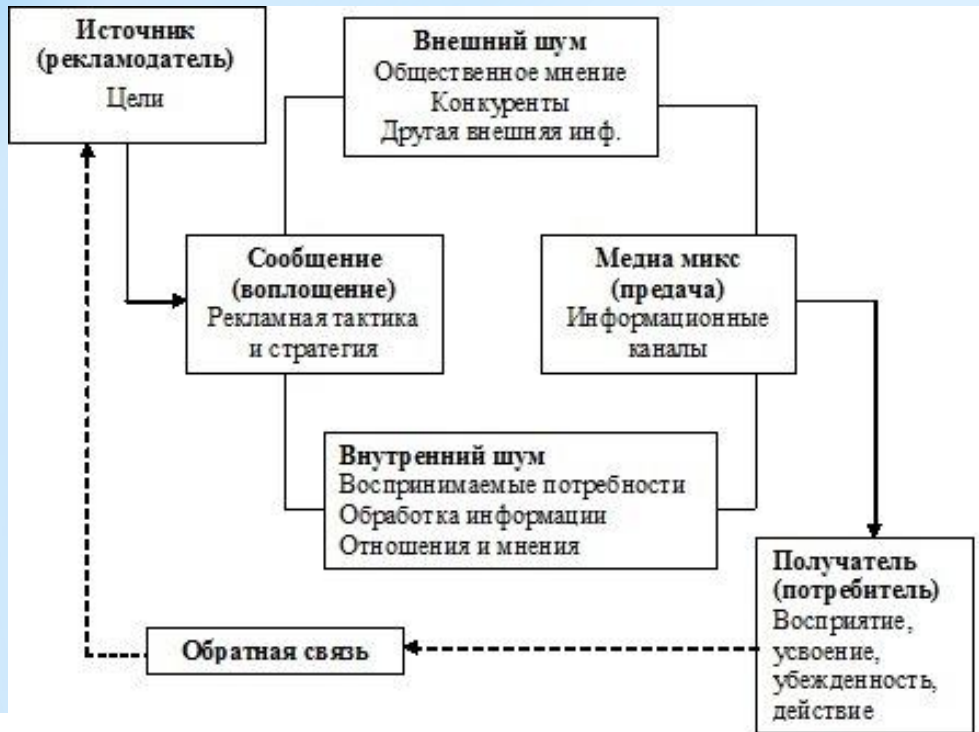 Источник
(рекламодатель)
Цели
Внешний шум
Общественное мнение
Конкуренты
Другая внешняя инф.
Сообщение
(воплощение)
Рекламная тактика
и стратегия
Медиа микс
(предача)
Информационные
каналы
Внутренний шум
Воспринимаемые потребности
Обработка информации
Отношения и мнения
Получатель
(потребитель)
Восприятие,
усвоение,
убежденность,
действие
Обратная связь